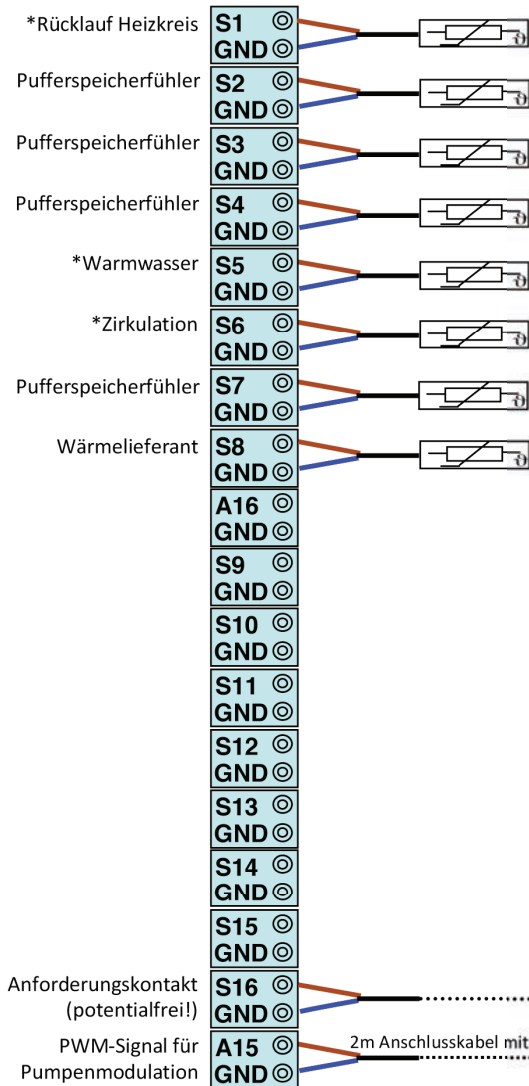 *Rücklauf Heizkreis S1
GND
Pufferspeicherfühler S2
GND
Pufferspeicherfühler S3
GND
Pufferspeicherfühler S4
GND
*Warmwasser S5
GND
*Zirkulation S6
GND
Pufferspeicherfühler S7
GND
Wärmelieferant S8
GND
A16
GND
S9
GND
S10
GND
S11
GND
S12
GND
S13
GND
S14
GND
S15
GND
Anforderungskontakt S16
(potentialfrei!) GND
PWM-Signal für A15 2m Anschlusskabel mit
Pumpenmodulation GND
ϑ
ϑ
ϑ
ϑ
ϑ
ϑ
ϑ
ϑ